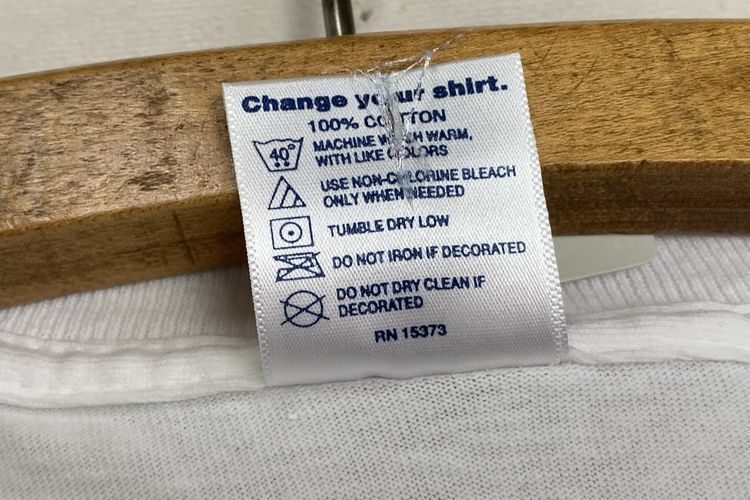 Change your shirt.
100% COTTON
40°
MACHINE WASH WARM,
WITH LIKE COLORS
USE NON-CHLORINE BLEACH
ONLY WHEN NEEDED
TUMBLE DRY LOW
DO NOT IRON IF DECORATED
DO NOT DRY CLEAN IF
DECORATED
RN 15373